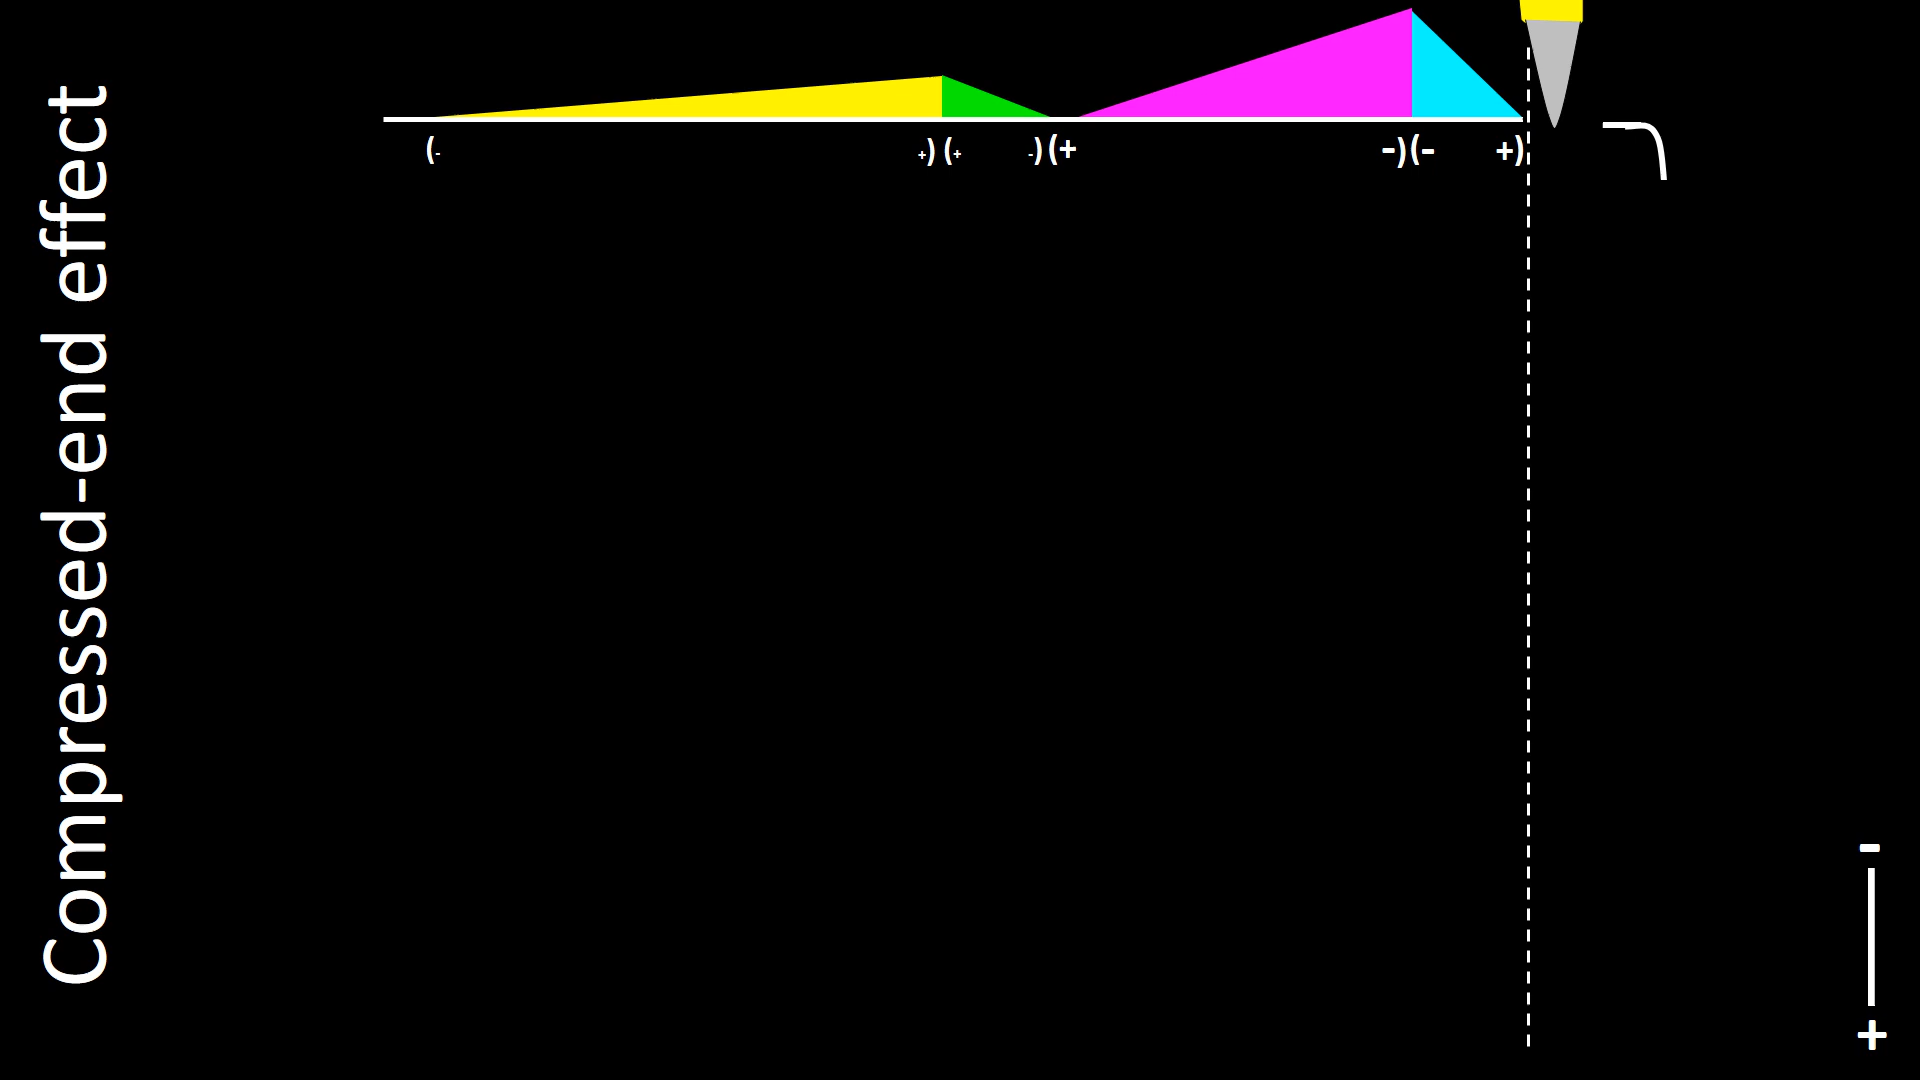 Compressed-end effect
(- +) (+ -) (+ -) (- +)
-
+